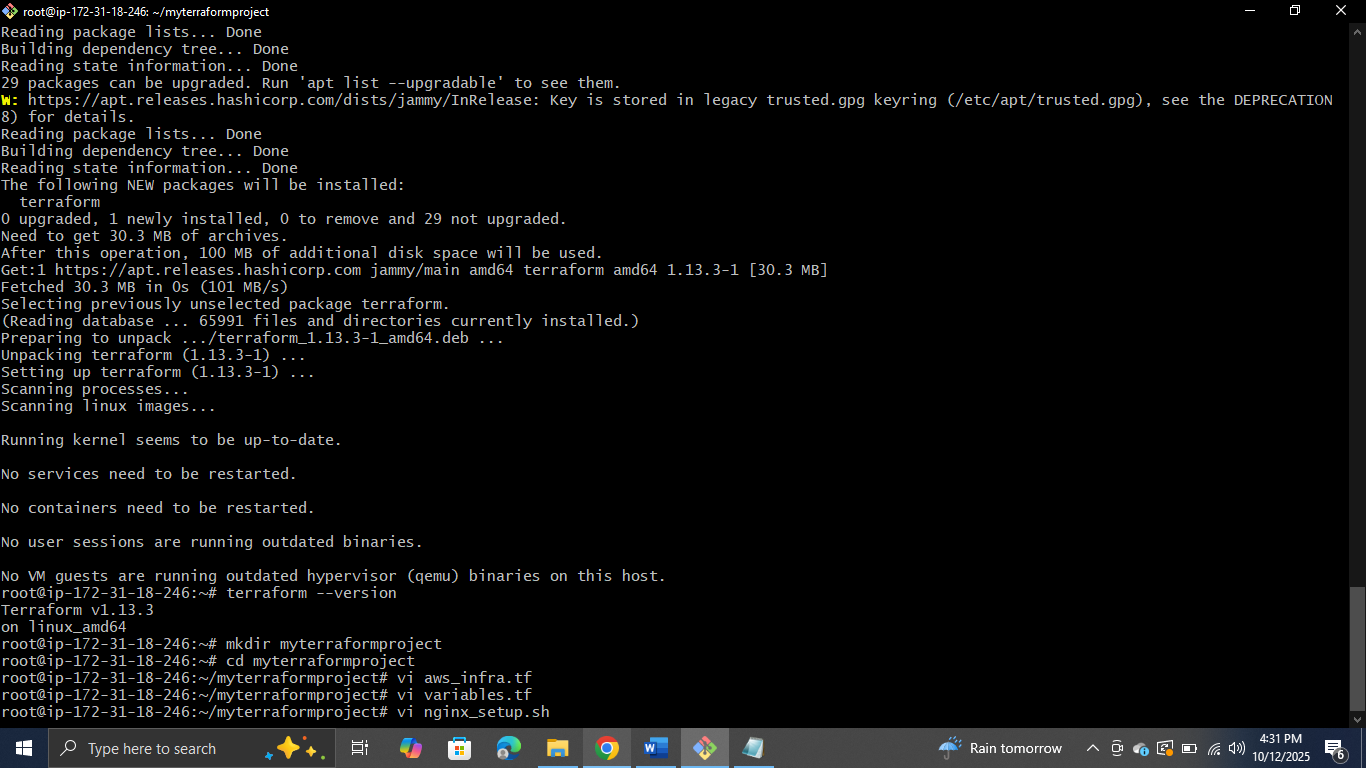 root@ip-172-31-18-246: ~/myterraformproject
Reading package lists... Done
Building dependency tree... Done
Reading state information... Done
29 packages can be upgraded. Run 'apt list --upgradable' to see them.
W: https://apt.releases.hashicorp.com/dists/jammy/InRelease: Key is stored in legacy trusted.gpg keyring (/etc/apt/trusted.gpg), see the DEPRECATION
8) for details.
Reading package lists... Done
Building dependency tree... Done
Reading state information... Done
The following NEW packages will be installed:
  terraform
0 upgraded, 1 newly installed, 0 to remove and 29 not upgraded.
Need to get 30.3 MB of archives.
After this operation, 100 MB of additional disk space will be used.
Get:1 https://apt.releases.hashicorp.com jammy/main amd64 terraform amd64 1.13.3-1 [30.3 MB]
Fetched 30.3 MB in 0s (101 MB/s)
Selecting previously unselected package terraform.
(Reading database ... 65991 files and directories currently installed.)
Preparing to unpack .../terraform_1.13.3-1_amd64.deb ...
Unpacking terraform (1.13.3-1) ...
Setting up terraform (1.13.3-1) ...
Scanning processes...
Scanning linux images...
Running kernel seems to be up-to-date.
No services need to be restarted.
No containers need to be restarted.
No user sessions are running outdated binaries.
No VM guests are running outdated hypervisor (qemu) binaries on this host.
root@ip-172-31-18-246:~# terraform --version
Terraform v1.13.3
on linux_amd64
root@ip-172-31-18-246:~# mkdir myterraformproject
root@ip-172-31-18-246:~# cd myterraformproject
root@ip-172-31-18-246:~/myterraformproject# vi aws_infra.tf
root@ip-172-31-18-246:~/myterraformproject# vi variables.tf
root@ip-172-31-18-246:~/myterraformproject# vi nginx_setup.sh
Type here to search
Rain tomorrow
4:31 PM
10/12/2025
6